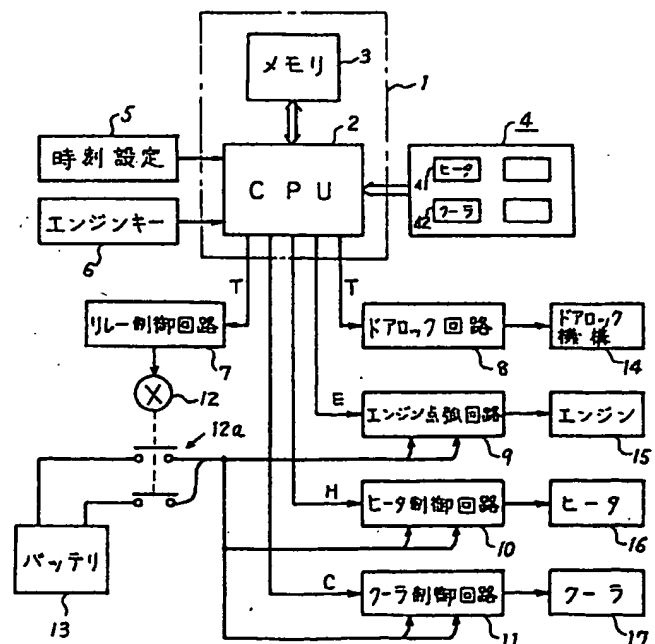 メモリ
3
1
5
2
4
時刻設定
CPU
41
ヒータ
42
クーラ
エンジンキー
6
T
T
リレー制御回路
7
ドアロック回路
8
ドアロック
機構
14
12
12a
E
エンジン点弧回路
9
エンジン
15
H
ヒータ制御回路
10
ヒータ
16
バッテリ
13
C
クーラ制御回路
11
クーラ
17